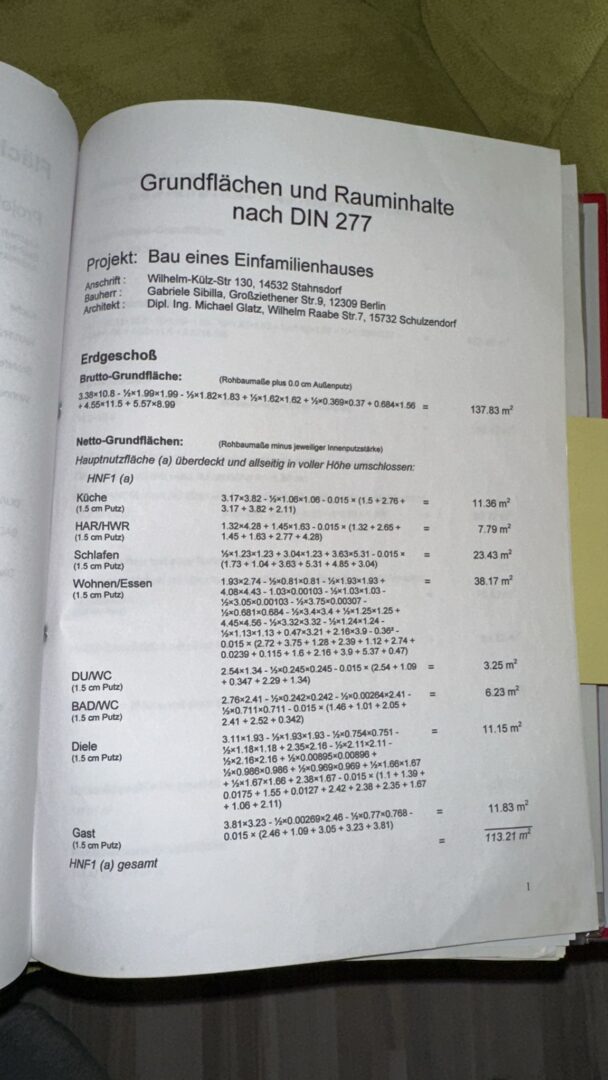 Grundflächen und Rauminhalte
nach DIN 277
Projekt: Bau eines Einfamilienhauses
Anschrift : Wilhelm-Külz-Str 130, 14532 Stahnsdorf
Bauherr : Gabriele Sibilla, Großziethener Str.9, 12309 Berlin
Architekt : Dipl. Ing. Michael Glatz, Wilhelm Raabe Str.7, 15732 Schulzendorf
Erdgeschoß
Brutto-Grundfläche: (Rohbaumaße plus 0.0 cm Außenputz)
3.38×10.8 - ½×1.99×1.99 - ½×1.82×1.83 + ½×1.62×1.62 + ½×0.369×0.37 + 0.684×1.56 = 137.83 m²
+ 4.55×11.5 + 5.57×8.99
Netto-Grundflächen: (Rohbaumaße minus jeweiliger Innenputzstärke)
Hauptnutzfläche (a) überdeckt und allseitig in voller Höhe umschlossen:
HNF1 (a)
Küche 3.17×3.82 - ½×1.06×1.06 - 0.015 × (1.5 + 2.76 + = 11.36 m²
(1.5 cm Putz) 3.17 + 3.82 + 2.11)
HAR/HWR 1.32×4.28 + 1.45×1.63 - 0.015 × (1.32 + 2.65 + = 7.79 m²
(1.5 cm Putz) 1.45 + 1.63 + 2.77 + 4.28)
Schlafen ½×1.23×1.23 + 3.04×1.23 + 3.63×5.31 - 0.015 × = 23.43 m²
(1.5 cm Putz) (1.73 + 1.04 + 3.63 + 5.31 + 4.85 + 3.04)
Wohnen/Essen 1.93×2.74 - ½×0.81×0.81 - ½×1.93×1.93 + = 38.17 m²
(1.5 cm Putz) 4.08×4.43 - 1.03×0.00103 - ½×1.03×1.03 -
½×3.05×0.00103 - ½×3.75×0.00307 -
½×0.681×0.684 - ½×3.4×3.4 + ½×1.25×1.25 +
4.45×4.56 - ½×3.32×3.32 - ½×1.24×1.24 -
½×1.13×1.13 + 0.47×3.21 + 2.16×3.9 - 0.36² -
0.015 × (2.72 + 3.75 + 1.28 + 2.39 + 1.12 + 2.74 +
0.0239 + 0.115 + 1.6 + 2.16 + 3.9 + 5.37 + 0.47)
DU/WC 2.54×1.34 - ½×0.245×0.245 - 0.015 × (2.54 + 1.09 = 3.25 m²
(1.5 cm Putz) + 0.347 + 2.29 + 1.34)
BAD/WC 2.76×2.41 - ½×0.242×0.242 - ½×0.00264×2.41 - = 6.23 m²
(1.5 cm Putz) ½×0.711×0.711 - 0.015 × (1.46 + 1.01 + 2.05 +
2.41 + 2.52 + 0.342)
Diele 3.11×1.93 - ½×1.93×1.93 - ½×0.754×0.751 - = 11.15 m²
(1.5 cm Putz) ½×1.18×1.18 + 2.35×2.16 - ½×2.11×2.11 -
½×2.16×2.16 + ½×0.00895×0.00896 +
½×0.986×0.986 + ½×0.969×0.969 + ½×1.66×1.67
+ ½×1.67×1.66 + 2.38×1.67 - 0.015 × (1.1 + 1.39 +
0.0175 + 1.55 + 0.0127 + 2.42 + 2.38 + 2.35 + 1.67
+ 1.06 + 2.11)
Gast 3.81×3.23 - ½×0.00269×2.46 - ½×0.77×0.768 - = 11.83 m²
(1.5 cm Putz) 0.015 × (2.46 + 1.09 + 3.05 + 3.23 + 3.81)
HNF1 (a) gesamt = 113.21 m²
1